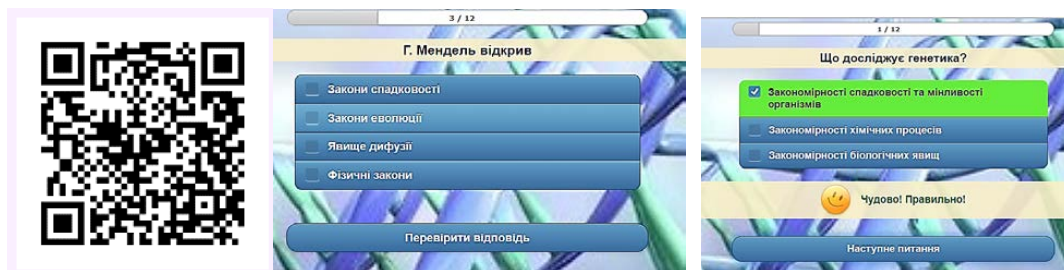 3 / 12
Г. Мендель відкрив
Закони спадковості
Закони еволюції
Явище дифузії
Фізичні закони
Перевірити відповідь
1 / 12
Що досліджує генетика?
Закономірності спадковості та мінливості
організмів
Закономірності хімічних процесів
Закономірності біологічних явищ
Чудово! Правильно!
Наступне питання